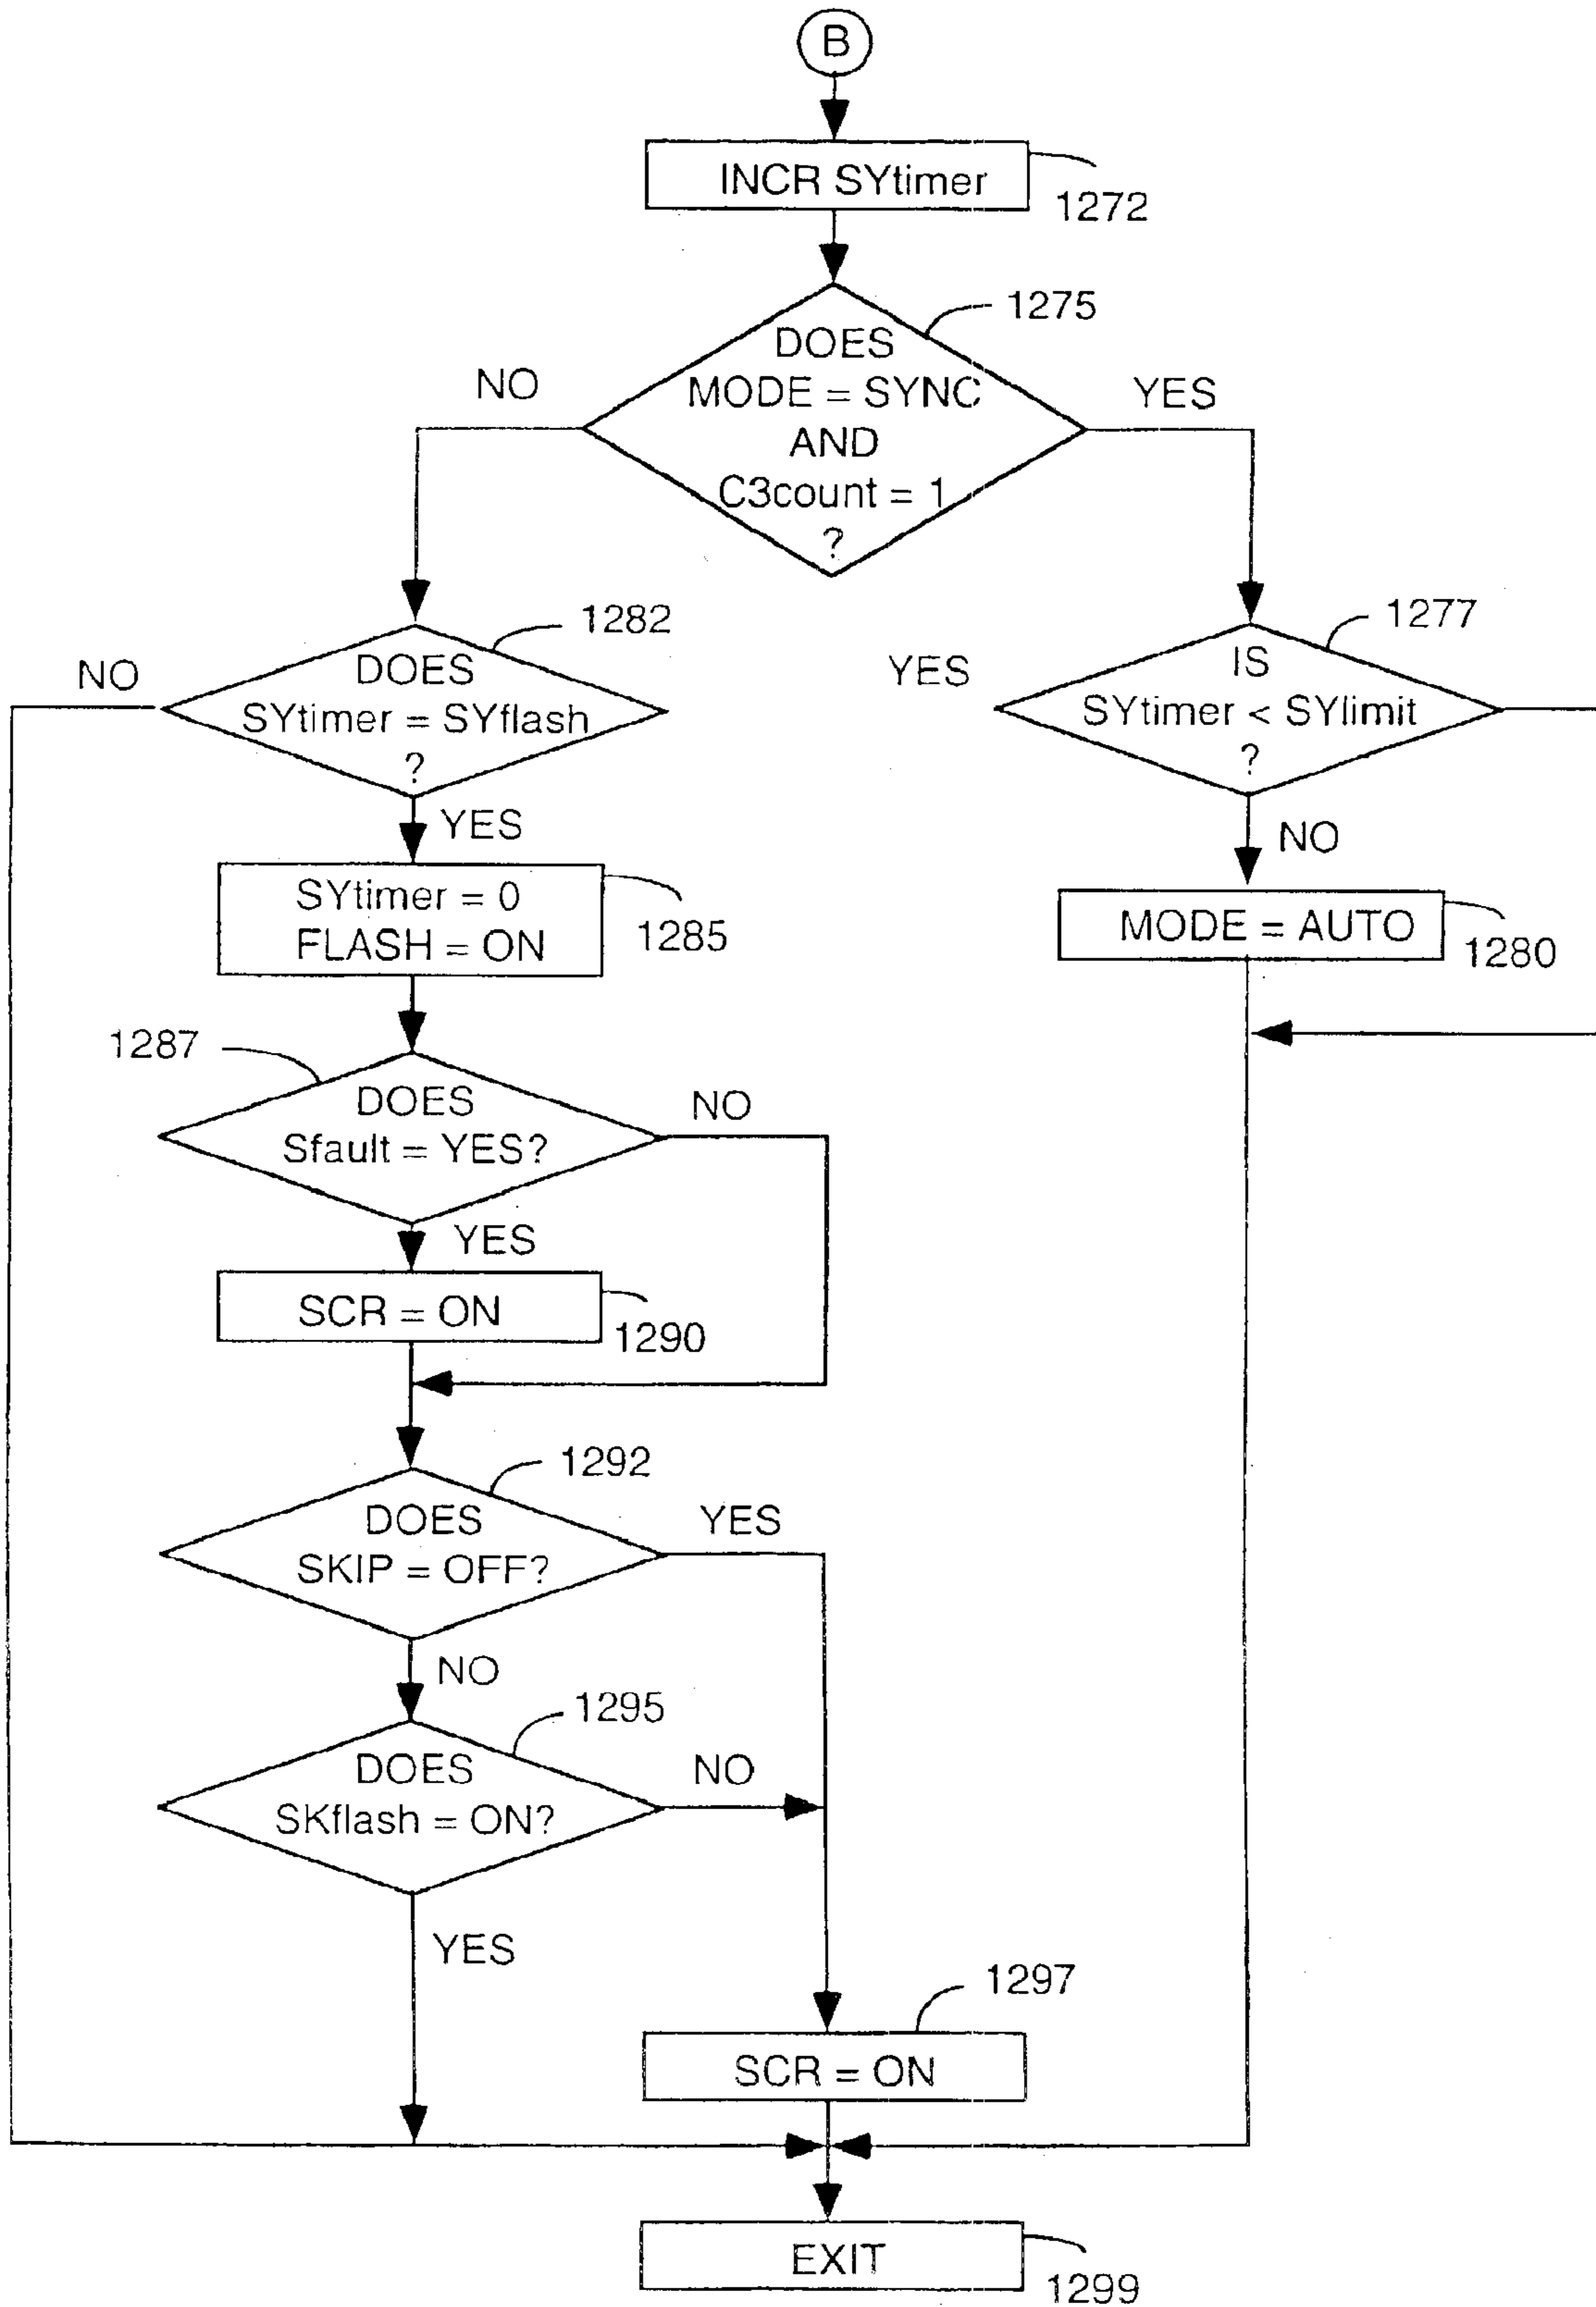 B
INCR SYtimer
1272
DOES
MODE = SYNC
AND
C3count = 1
?
1275
NO
YES
1282
DOES
SYtimer = SYflash
?
NO
YES
1277
IS
SYtimer < SYlimit
?
YES
NO
SYtimer = 0
FLASH = ON
1285
MODE = AUTO
1280
1287
DOES
Sfault = YES?
NO
YES
SCR = ON
1290
1292
DOES
SKIP = OFF?
YES
NO
1295
DOES
SKflash = ON?
NO
YES
1297
SCR = ON
EXIT
1299